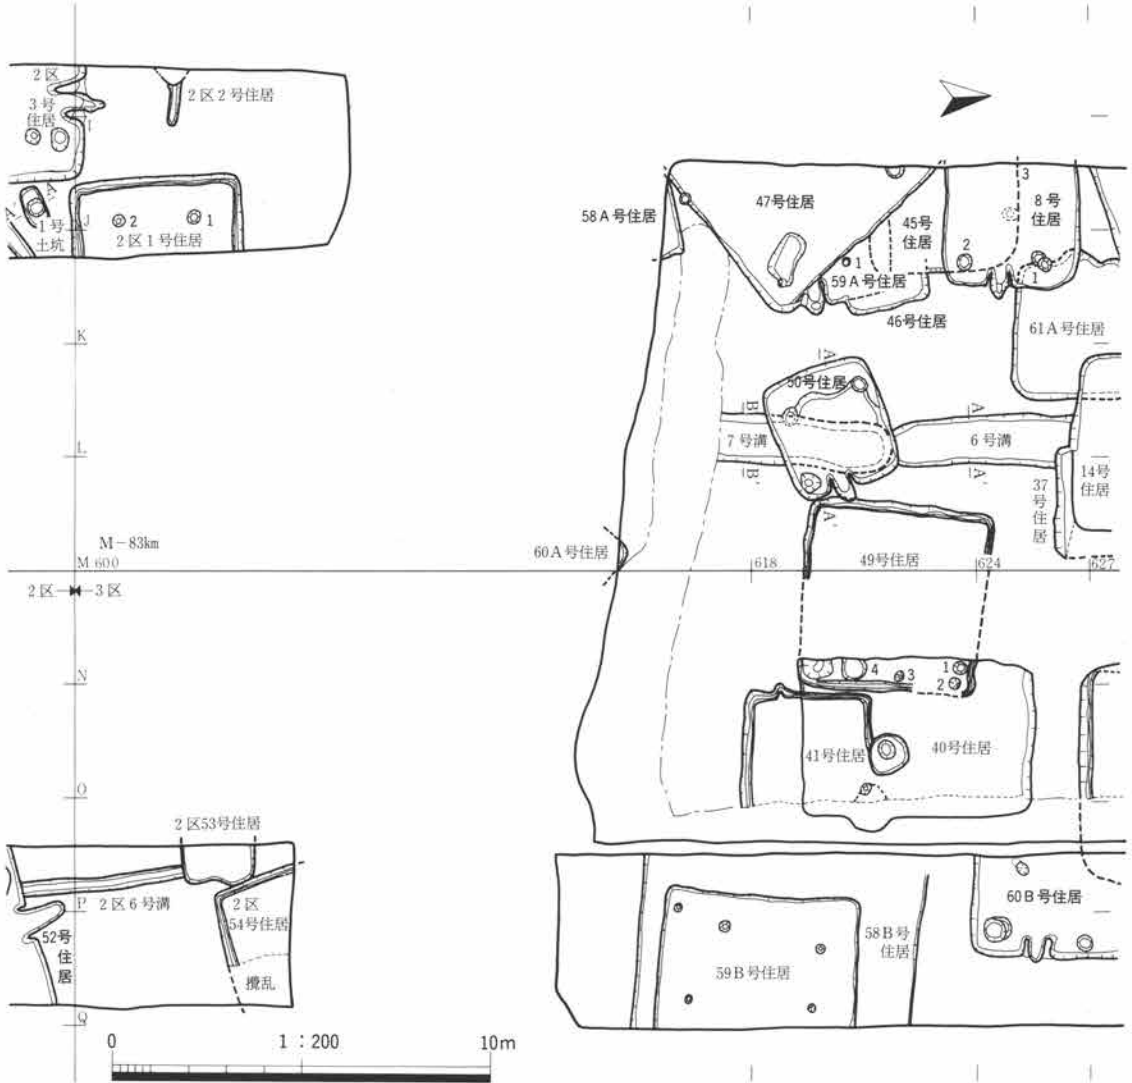 2区
3号
住居
I
2区2号住居
A
A'
1号
土坑
J
2
1
2区1号住居
58A号住居
47号住居
45号
住居
3
8号
住居
2
1
1
59A号住居
46号住居
61A号住居
K
A
50号住居
B
A
7号溝
6号溝
L
B'
A'
37号住居
14号
住居
A'
M-83km
60A号住居
M 600
618
49号住居
624
627
2区
3区
N
4
3
1
2
41号住居
40号住居
O
2区53号住居
P
2区6号溝
2区
54号住居
52号住居
攪乱
60B号住居
58B号
住居
59B号住居
Q
0
1:200
10m